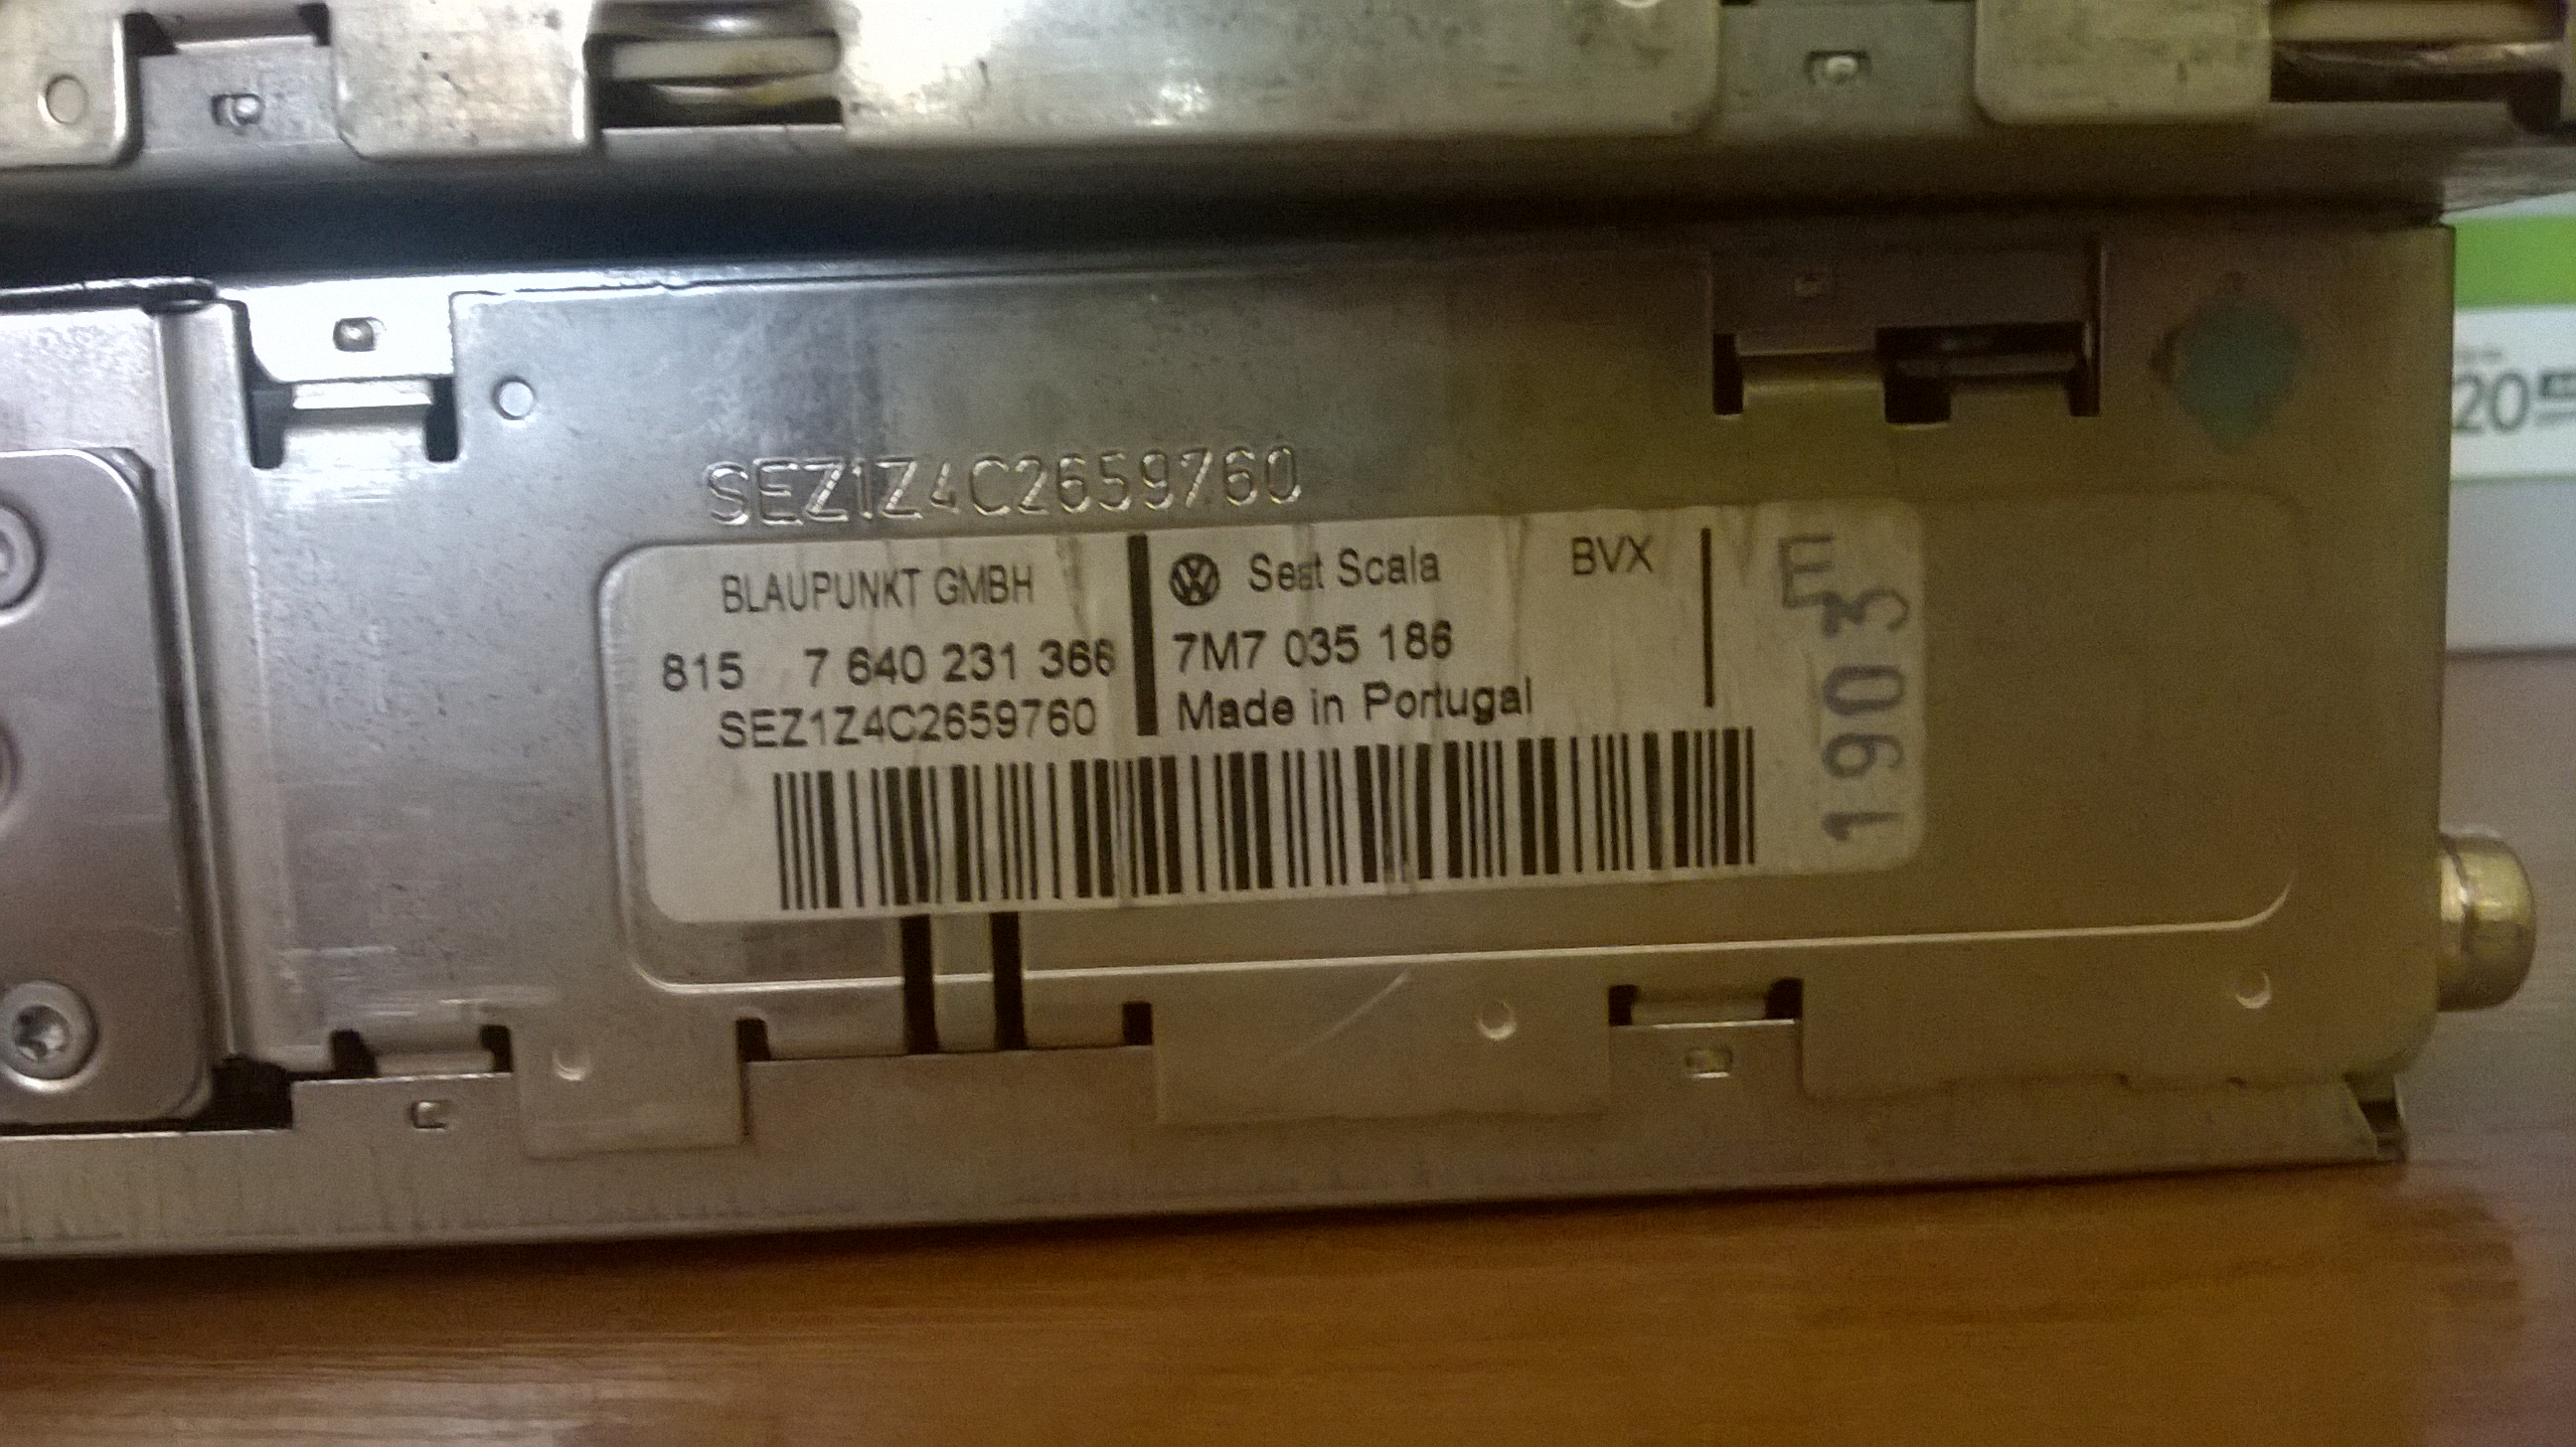 SEZ1Z4C2659760
BLAUPUNKT GMBH
815 7 640 231 366
SEZ1Z4C2659760
VW Seat Scala BVX
7M7 035 186
Made in Portugal
E
1903